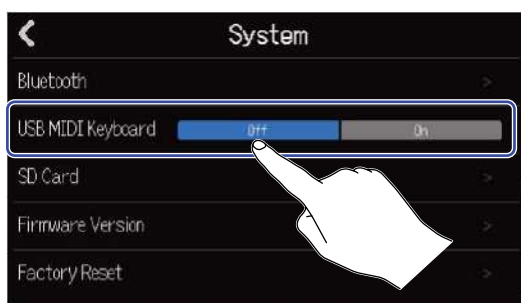 System
Bluetooth
USB MIDI Keyboard Off On
SD Card
Firmware Version
Factory Reset